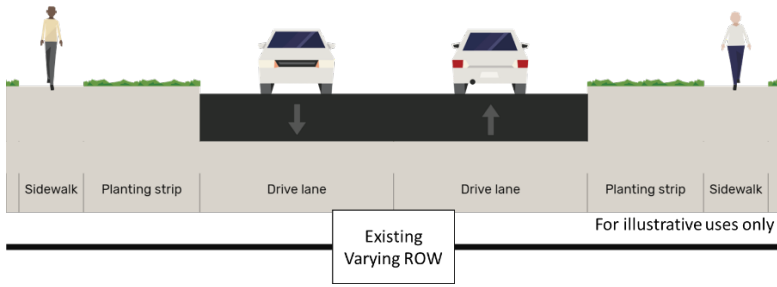 Sidewalk Planting strip Drive lane Drive lane Planting strip Sidewalk
For illustrative uses only
Existing
Varying ROW